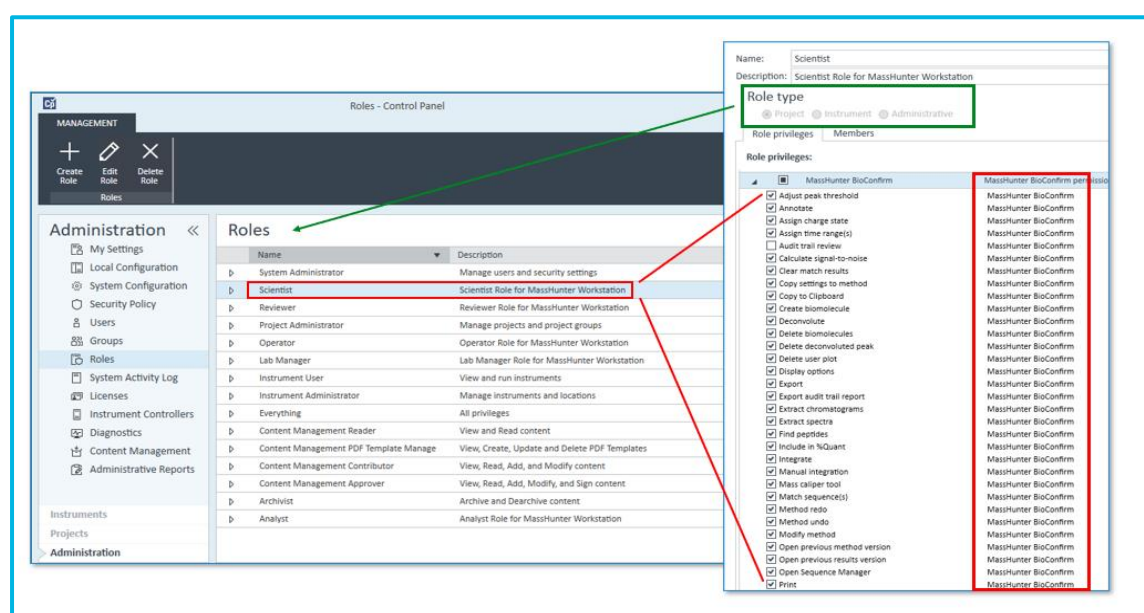 Roles - Control Panel
MANAGEMENT
Create Role
Edit Role
Delete Role
Roles
Administration
My Settings
Local Configuration
System Configuration
Security Policy
Users
Groups
Roles
System Activity Log
Licenses
Instrument Controllers
Diagnostics
Content Management
Administrative Reports
Instruments
Projects
Administration
Roles
Name Description
System Administrator Manage users and security settings
Scientist Scientist Role for MassHunter Workstation
Reviewer Reviewer Role for MassHunter Workstation
Project Administrator Manage projects and project groups
Operator Operator Role for MassHunter Workstation
Lab Manager Lab Manager Role for MassHunter Workstation
Instrument User View and run instruments
Instrument Administrator Manage instruments and locations
Everything All privileges
Content Management Reader View and Read content
Content Management PDF Template Manage View, Create, Update and Delete PDF Templates
Content Management Contributor View, Read, Add, and Modify content
Content Management Approver View, Read, Add, Modify, and Sign content
Archivist Archive and Dearchive content
Analyst Analyst Role for MassHunter Workstation
Name: Scientist
Description: Scientist Role for MassHunter Workstation
Role type
Project Instrument Administrative
Role privileges Members
Role privileges:
MassHunter BioConfirm MassHunter BioConfirm permissio
Adjust peak threshold MassHunter BioConfirm
Annotate MassHunter BioConfirm
Assign charge state MassHunter BioConfirm
Assign time range(s) MassHunter BioConfirm
Audit trail review MassHunter BioConfirm
Calculate signal-to-noise MassHunter BioConfirm
Clear match results MassHunter BioConfirm
Copy settings to method MassHunter BioConfirm
Copy to Clipboard MassHunter BioConfirm
Create biomolecule MassHunter BioConfirm
Deconvolute MassHunter BioConfirm
Delete biomolecules MassHunter BioConfirm
Delete deconvoluted peak MassHunter BioConfirm
Delete user plot MassHunter BioConfirm
Display options MassHunter BioConfirm
Export MassHunter BioConfirm
Export audit trail report MassHunter BioConfirm
Extract chromatograms MassHunter BioConfirm
Extract spectra MassHunter BioConfirm
Find peptides MassHunter BioConfirm
Include in %Quant MassHunter BioConfirm
Integrate MassHunter BioConfirm
Manual integration MassHunter BioConfirm
Mass caliper tool MassHunter BioConfirm
Match sequence(s) MassHunter BioConfirm
Method redo MassHunter BioConfirm
Method undo MassHunter BioConfirm
Modify method MassHunter BioConfirm
Open previous method version MassHunter BioConfirm
Open previous results version MassHunter BioConfirm
Open Sequence Manager MassHunter BioConfirm
Print MassHunter BioConfirm